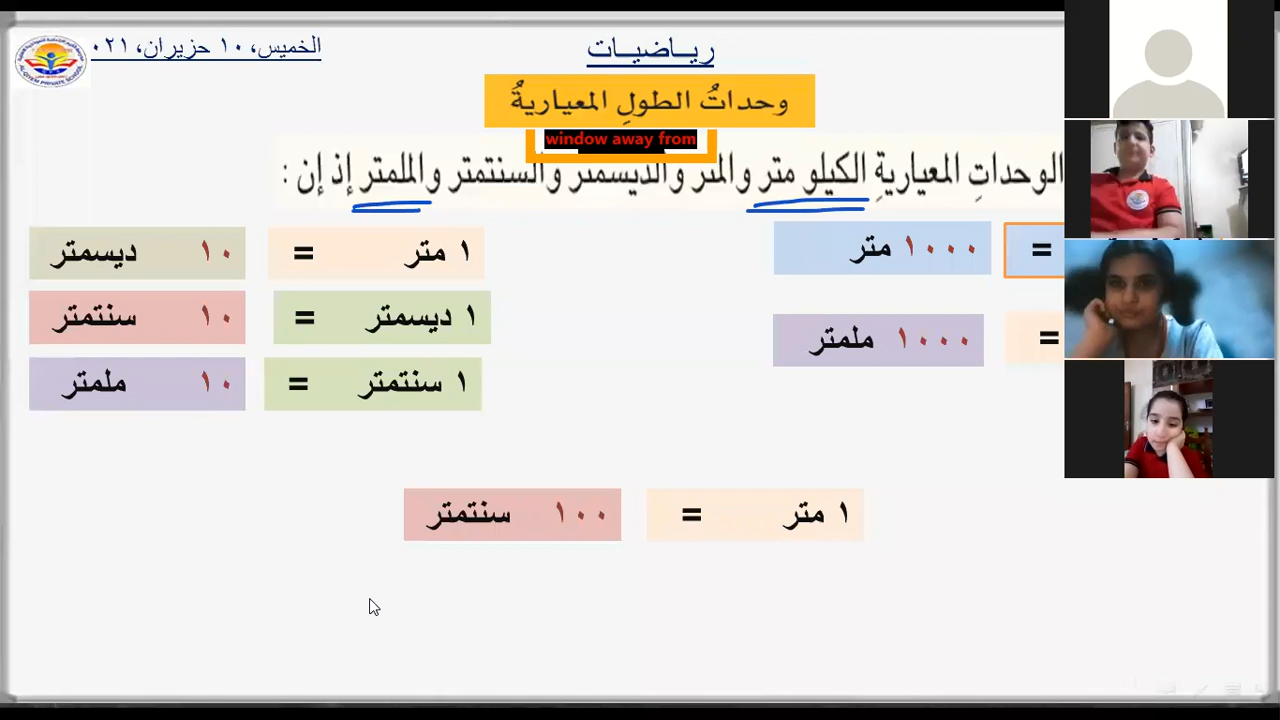 رياضيات
الخميس، ١٠ حزيران، ٠٢١
وحداتُ الطولِ المعياريةُ
window away from
الوحداتِ المعياريةِ الكيلو متر والمتر والديسمتر والسنتمتر والملمتر إذ إن :
= ١٠٠٠ متر
= ١٠٠٠ ملمتر
١ متر = ١٠ ديسمتر
١ ديسمتر = ١٠ سنتمتر
١ سنتمتر = ١٠ ملمتر
١ متر = ١٠٠ سنتمتر